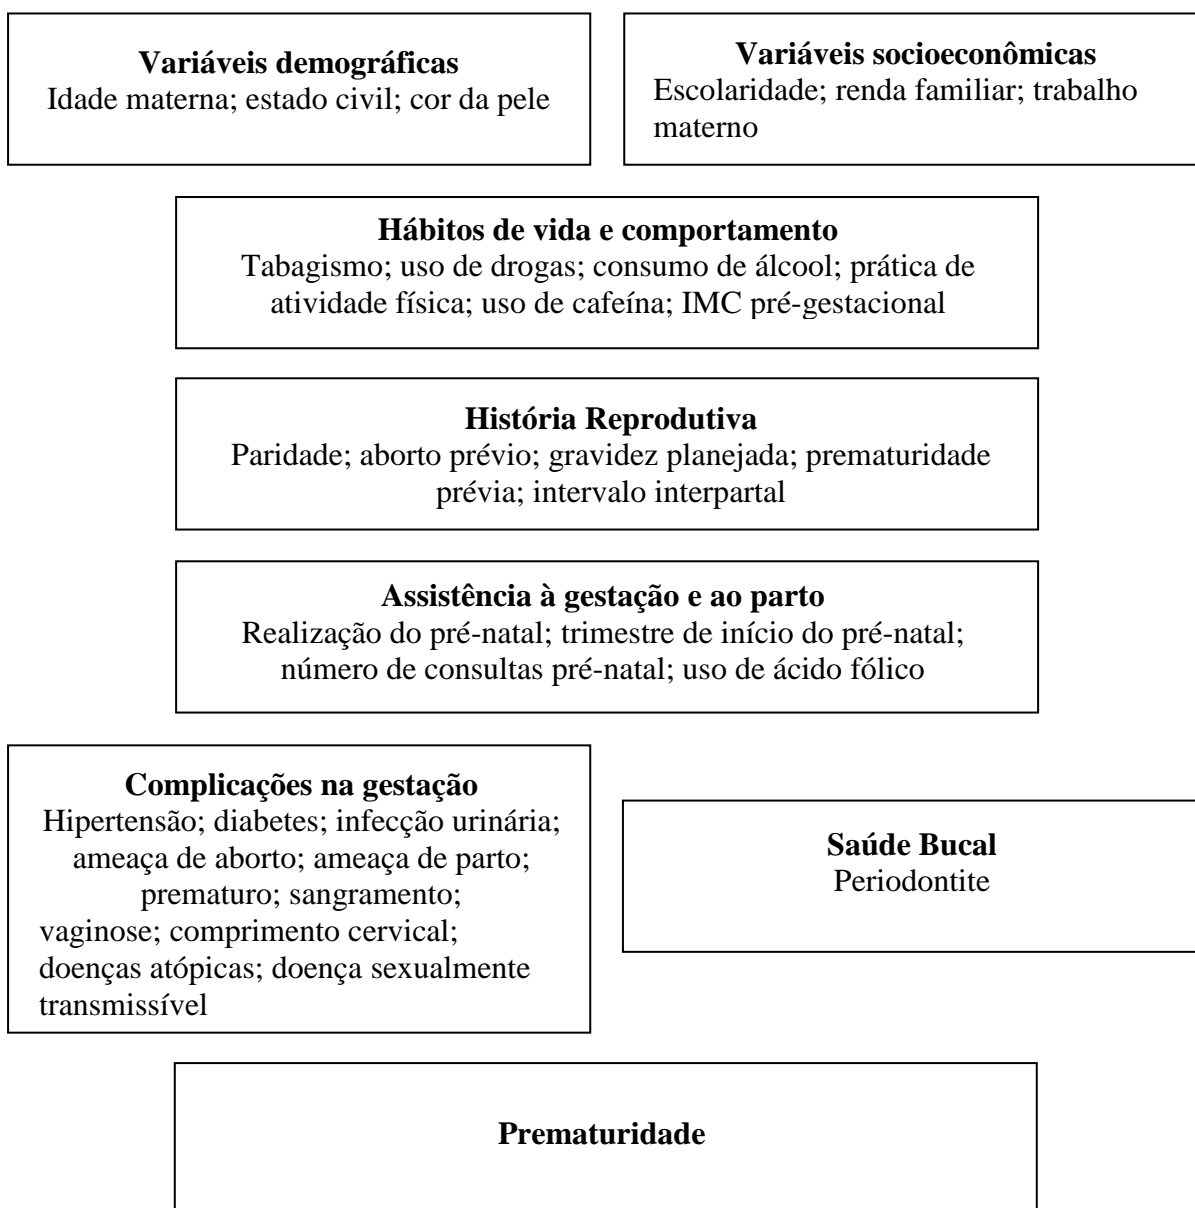 Variáveis demográficas
Idade materna; estado civil; cor da pele
Variáveis socioeconômicas
Escolaridade; renda familiar; trabalho
materno
Hábitos de vida e comportamento
Tabagismo; uso de drogas; consumo de álcool; prática de
atividade física; uso de cafeína; IMC pré-gestacional
História Reprodutiva
Paridade; aborto prévio; gravidez planejada; prematuridade
prévia; intervalo interpartal
Assistência à gestação e ao parto
Realização do pré-natal; trimestre de início do pré-natal;
número de consultas pré-natal; uso de ácido fólico
Complicações na gestação
Hipertensão; diabetes; infecção urinária;
ameaça de aborto; ameaça de parto;
prematuro; sangramento;
vaginose; comprimento cervical;
doenças atópicas; doença sexualmente
transmissível
Saúde Bucal
Periodontite
Prematuridade